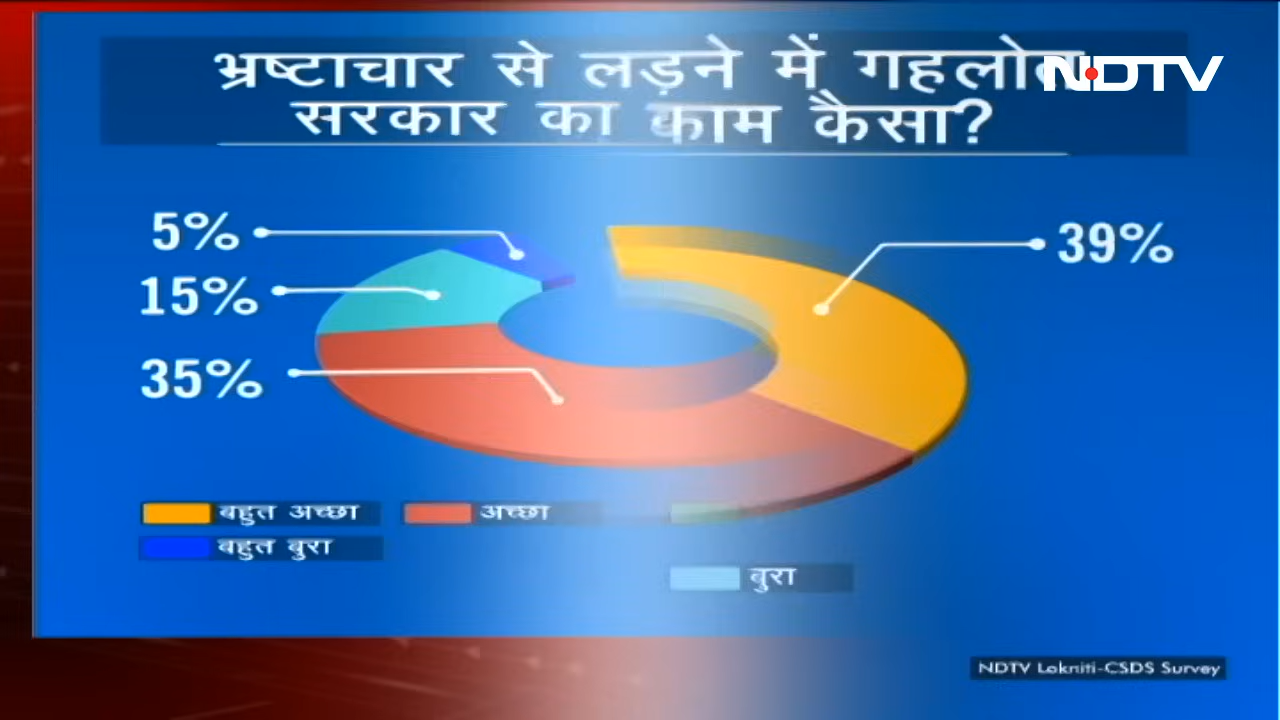 भ्रष्टाचार से लड़ने में गहलोत
NDTV
सरकार का काम कैसा?
5%
39%
15%
35%
बहुत अच्छा
अच्छा
बहुत बुरा
बुरा
NDTV Lokniti-CSDS Survey